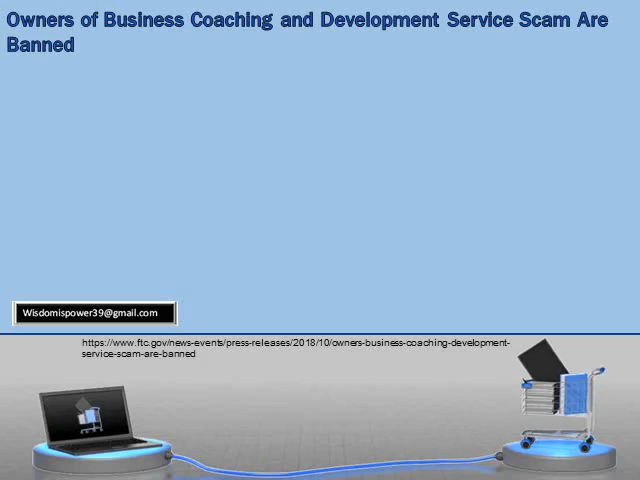 Owners of Business Coaching and Development Service Scam Are
Banned
Wisdomispower39@gmail.com
https://www.ftc.gov/news-events/press-releases/2018/10/owners-business-coaching-development-
service-scam-are-banned